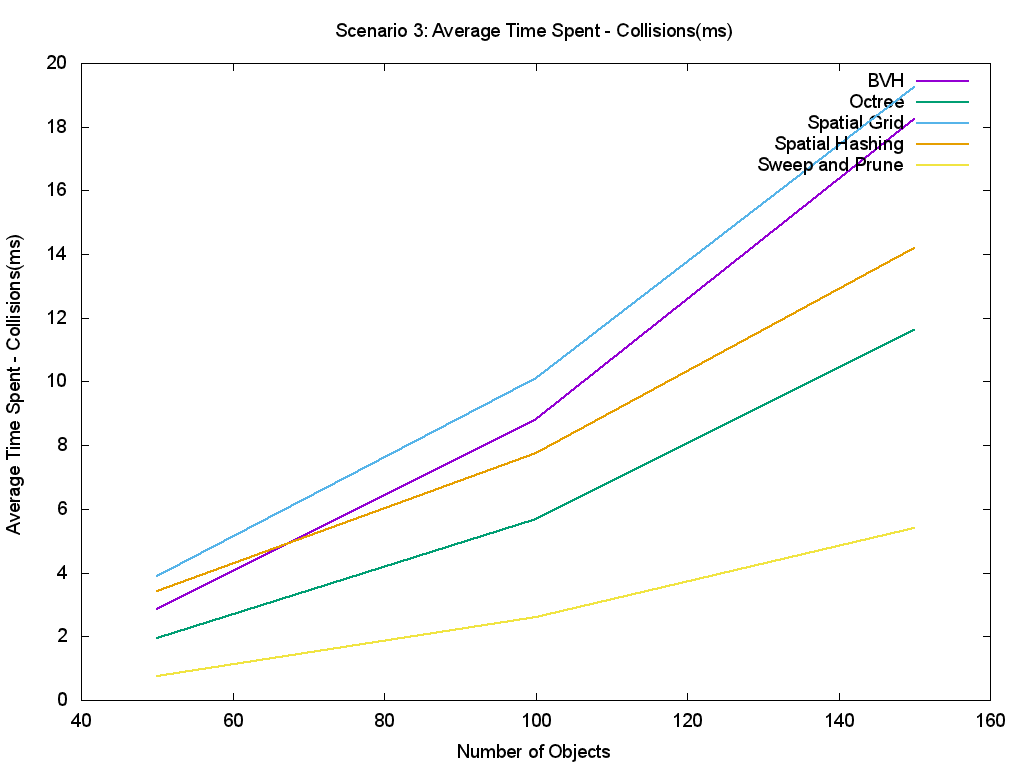 Scenario 3: Average Time Spent - Collisions(ms)
BVH
Octree
Spatial Grid
Spatial Hashing
Sweep and Prune
Average Time Spent - Collisions(ms)
20
18
16
14
12
10
8
6
4
2
0
40 60 80 100 120 140 160
Number of Objects